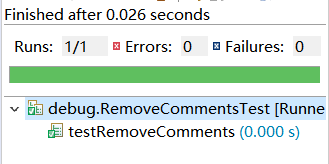 Finished after 0.026 seconds
Runs: 1/1 Errors: 0 Failures: 0
debug.RemoveCommentsTest [Runne
testRemoveComments (0.000 s)